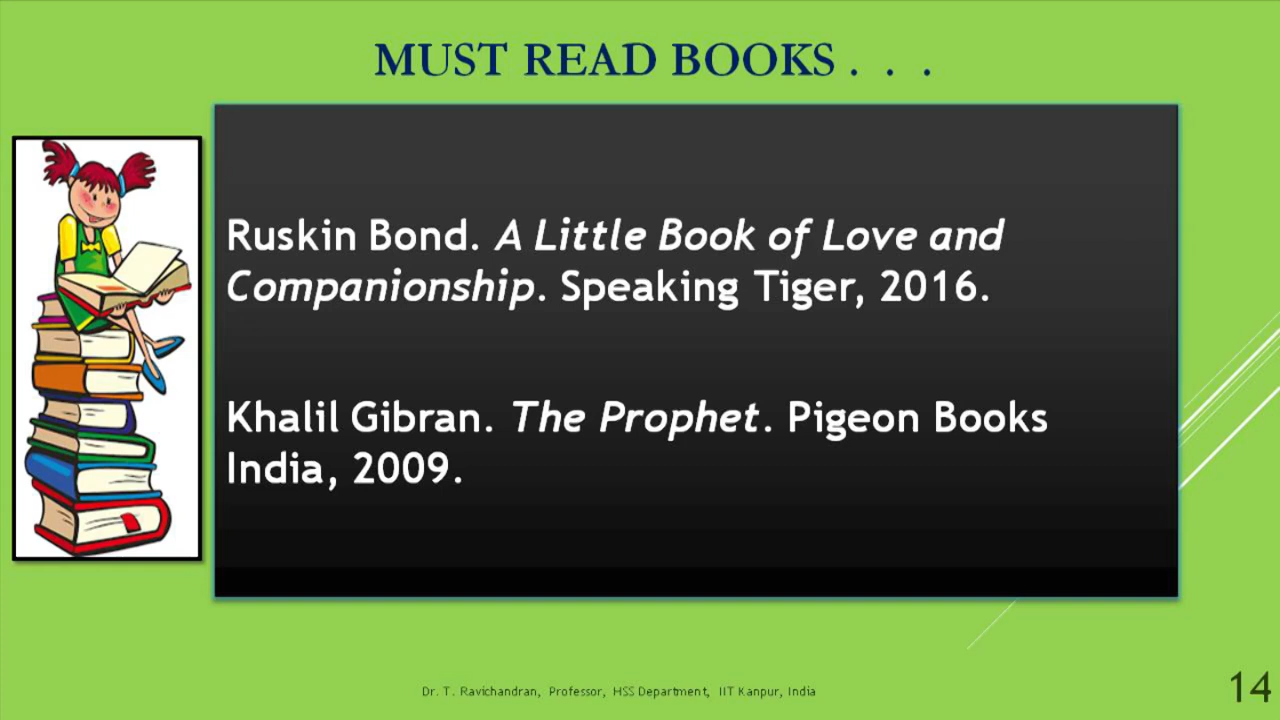 MUST READ BOOKS . . .
Ruskin Bond. A Little Book of Love and
Companionship. Speaking Tiger, 2016.
Khalil Gibran. The Prophet. Pigeon Books
India, 2009.
Dr. T. Ravichandran, Professor, HSS Department, IIT Kanpur, India
14